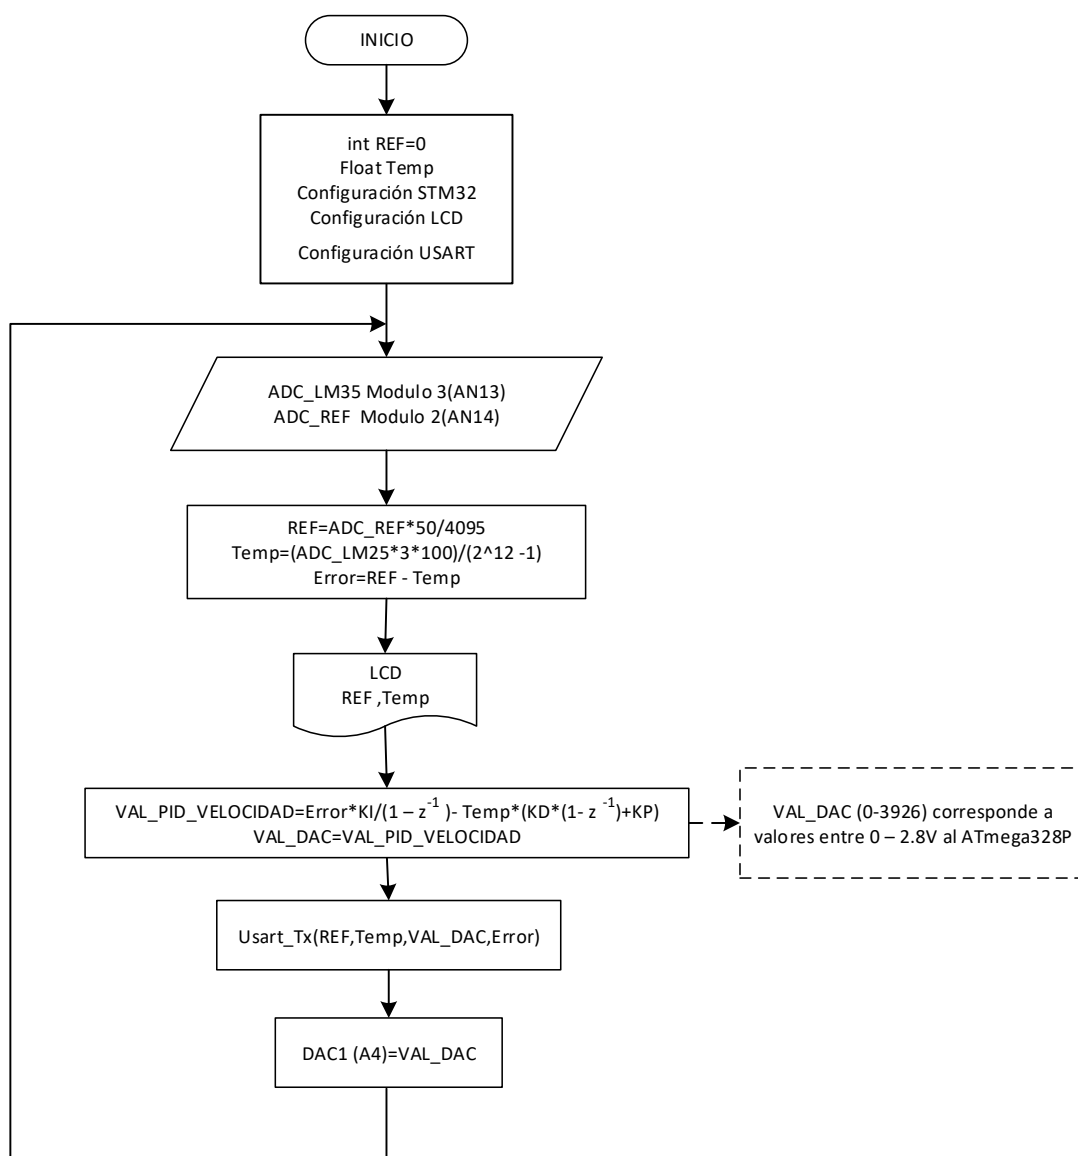 INICIO
int REF=0
Float Temp
Configuración STM32
Configuración LCD
Configuración USART
ADC_LM35 Modulo 3(AN13)
ADC_REF Modulo 2(AN14)
REF=ADC_REF*50/4095
Temp=(ADC_LM25*3*100)/(2^12 -1)
Error=REF - Temp
LCD
REF ,Temp
VAL_PID_VELOCIDAD=Error*KI/(1 – z⁻¹ )- Temp*(KD*(1- z ⁻¹)+KP)
VAL_DAC=VAL_PID_VELOCIDAD
VAL_DAC (0-3926) corresponde a
valores entre 0 – 2.8V al ATmega328P
Usart_Tx(REF,Temp,VAL_DAC,Error)
DAC1 (A4)=VAL_DAC